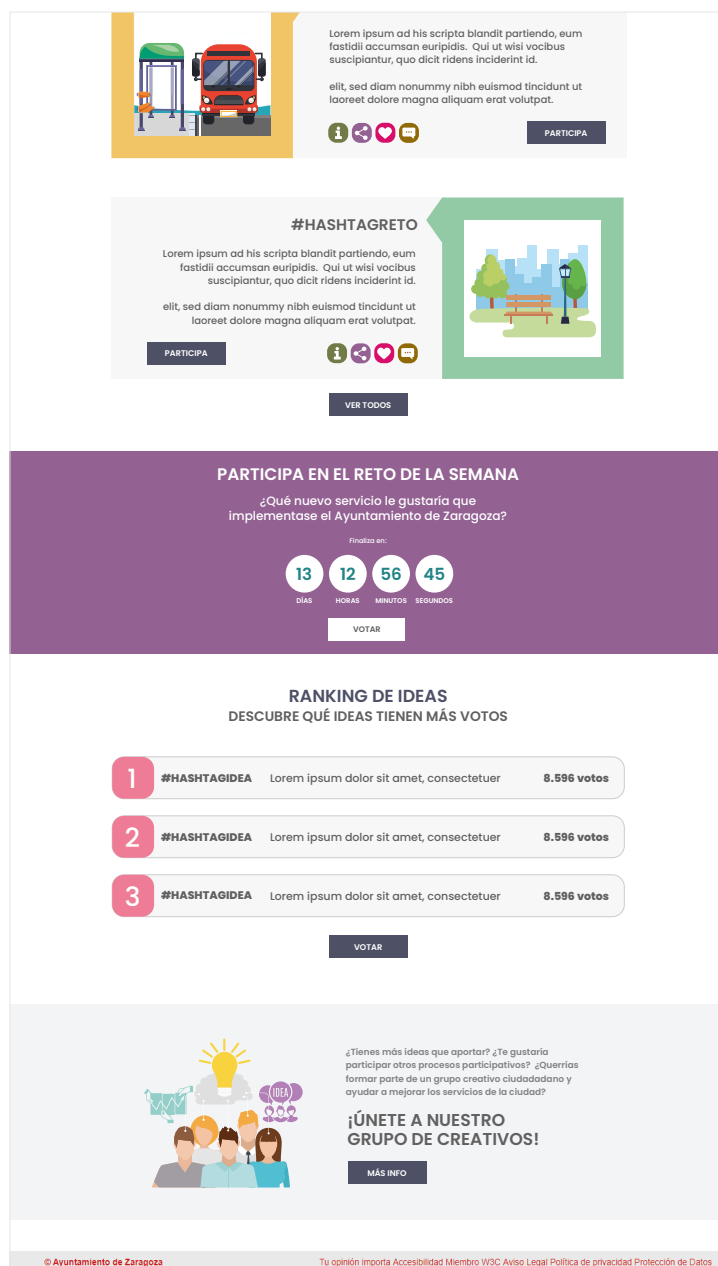 Lorem ipsum ad his scripta blandit partiendo, eum
fastidii accumsan euripidis. Qui ut wisi vocibus
suscipiantur, quo dicit ridens inciderint id.
elit, sed diam nonummy nibh euismod tincidunt ut
laoreet dolore magna aliquam erat volutpat.
PARTICIPA
#HASHTAGRETO
Lorem ipsum ad his scripta blandit partiendo, eum
fastidii accumsan euripidis. Qui ut wisi vocibus
suscipiantur, quo dicit ridens inciderint id.
elit, sed diam nonummy nibh euismod tincidunt ut
laoreet dolore magna aliquam erat volutpat.
PARTICIPA
VER TODOS
PARTICIPA EN EL RETO DE LA SEMANA
¿Qué nuevo servicio le gustaría que
implementase el Ayuntamiento de Zaragoza?
Finaliza en:
13 12 56 45
DÍAS HORAS MINUTOS SEGUNDOS
VOTAR
RANKING DE IDEAS
DESCUBRE QUÉ IDEAS TIENEN MÁS VOTOS
1 #HASHTAGIDEA Lorem ipsum dolor sit amet, consectetuer 8.596 votos
2 #HASHTAGIDEA Lorem ipsum dolor sit amet, consectetuer 8.596 votos
3 #HASHTAGIDEA Lorem ipsum dolor sit amet, consectetuer 8.596 votos
VOTAR
IDEA
¿Tienes más ideas que aportar? ¿Te gustaría
participar otros procesos participativos? ¿Querrías
formar parte de un grupo creativo ciudadadano y
ayudar a mejorar los servicios de la ciudad?
¡ÚNETE A NUESTRO
GRUPO DE CREATIVOS!
MÁS INFO
© Ayuntamiento de Zaragoza Tu opinión importa Accesibilidad Miembro W3C Aviso Legal Política de privacidad Protección de Datos